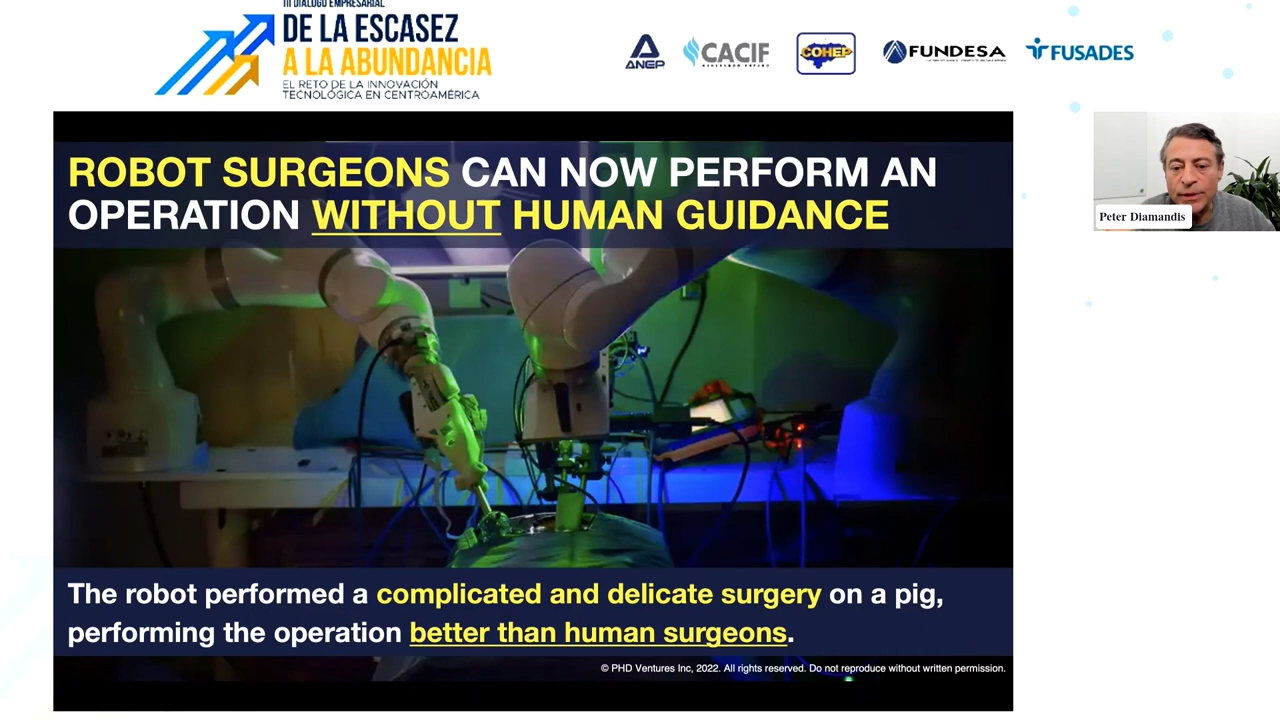 III DIÁLOGO EMPRESARIAL
DE LA ESCASEZ
A LA ABUNDANCIA
EL RETO DE LA INNOVACIÓN
TECNOLÓGICA EN CENTROAMÉRICA
ANEP
CACIF
COHEP
FUNDESA
FUSADES
ROBOT SURGEONS CAN NOW PERFORM AN
OPERATION WITHOUT HUMAN GUIDANCE
Peter Diamandis
The robot performed a complicated and delicate surgery on a pig,
performing the operation better than human surgeons.
© PHD Ventures Inc, 2022. All rights reserved. Do not reproduce without written permission.